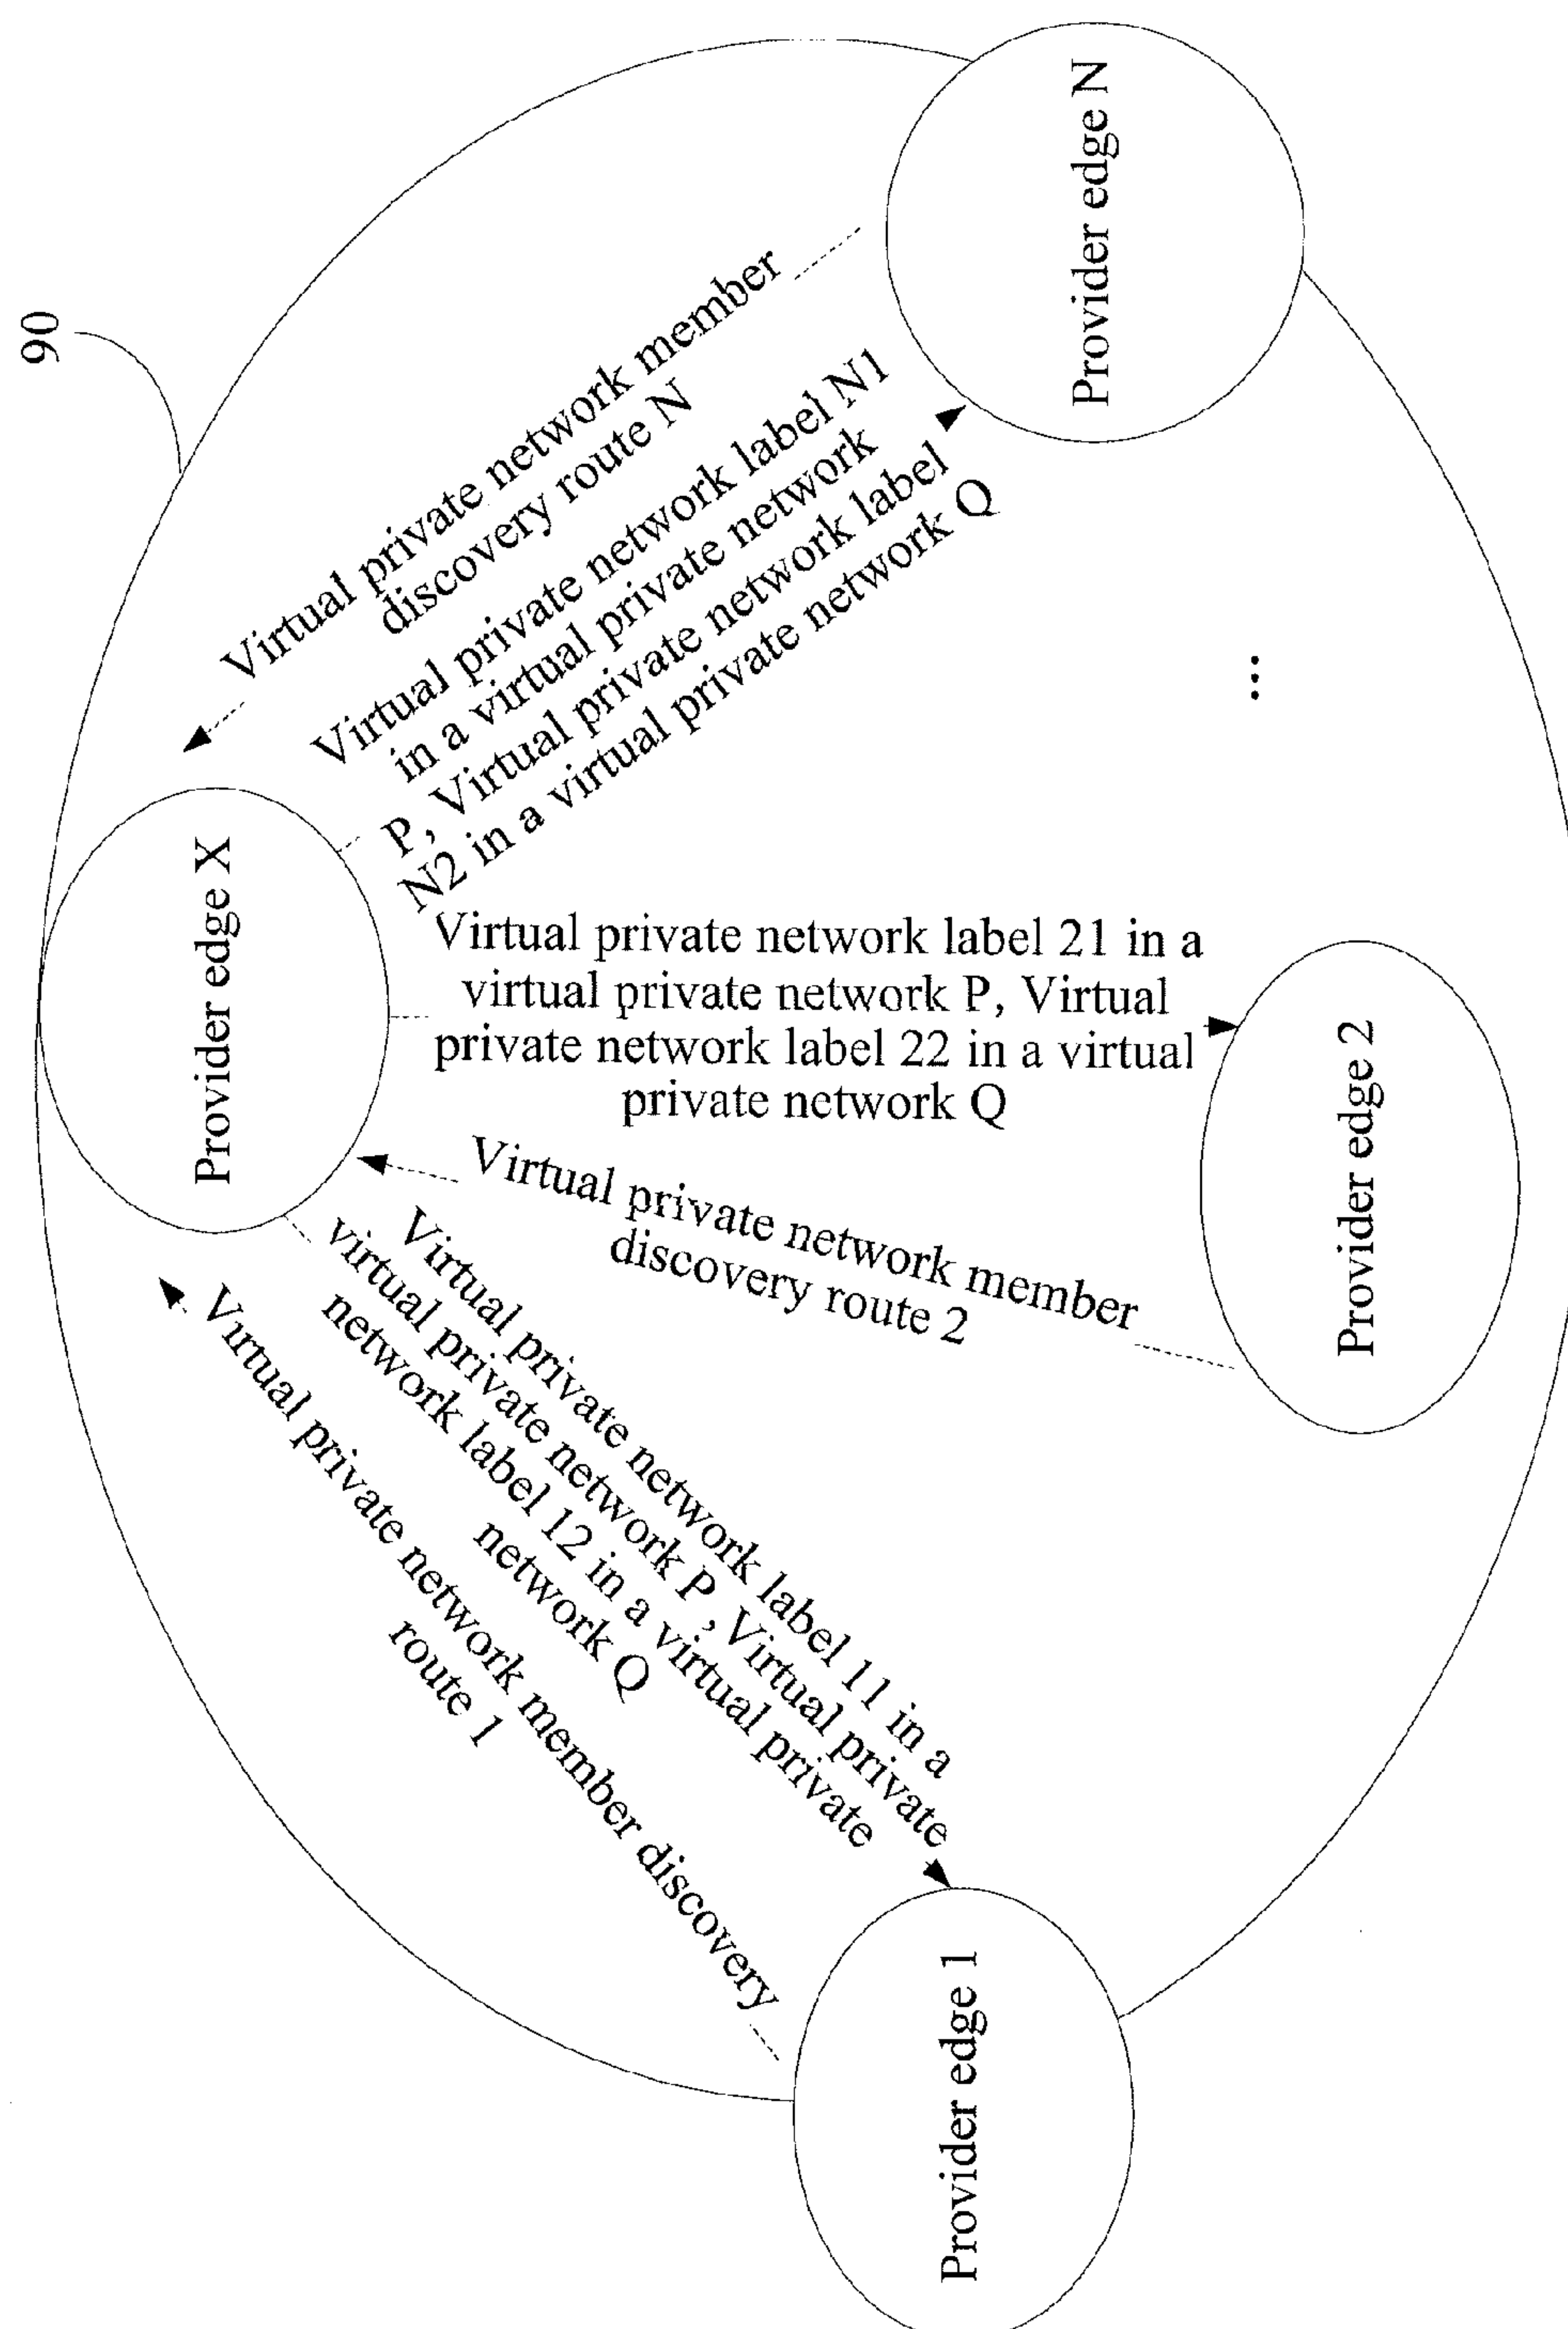 90
Provider edge X
Virtual private network member discovery
route 1
Virtual private network label 11 in a
virtual private network P, Virtual private
network label 12 in a virtual private
network Q
Virtual private network member
discovery route 2
Virtual private network label 21 in a
virtual private network P, Virtual
private network label 22 in a virtual
private network Q
Virtual private network member
discovery route N
Virtual private network label N1
in a virtual private network
P, Virtual private network label
N2 in a virtual private network Q
Provider edge 1
Provider edge 2
...
Provider edge N